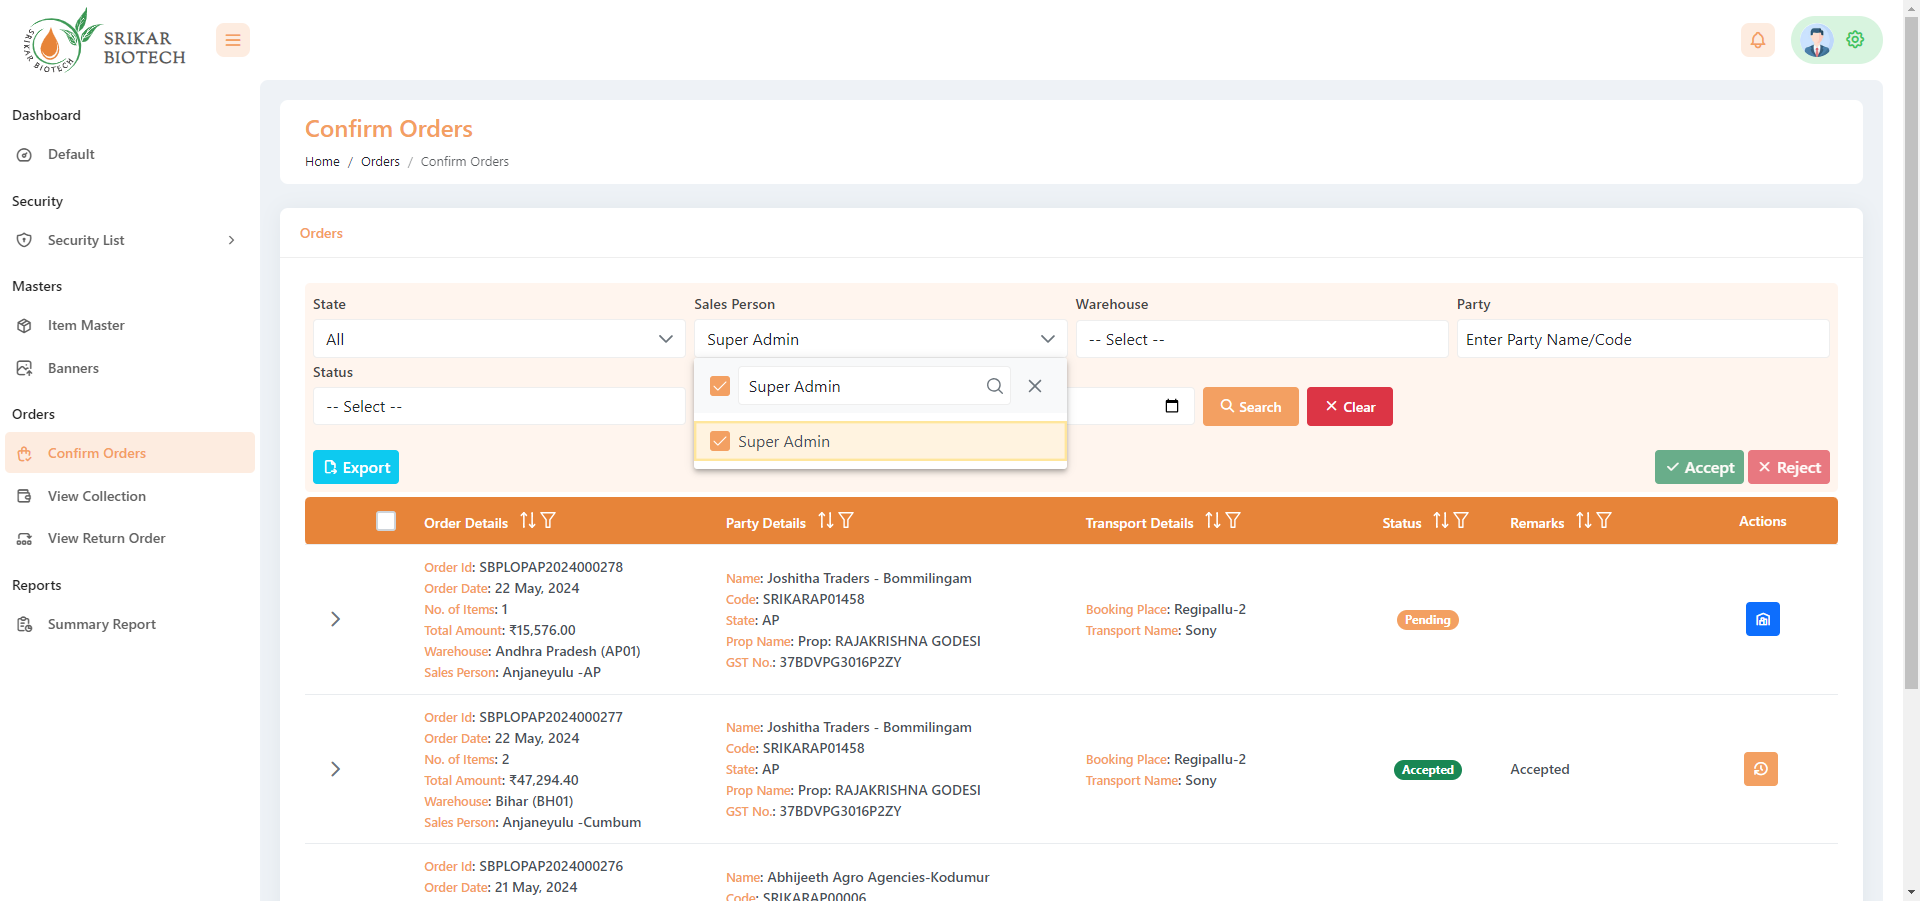 SRIKAR BIOTECH
SRIKAR
BIOTECH
Dashboard
Default
Security
Security List
Masters
Item Master
Banners
Orders
Confirm Orders
View Collection
View Return Order
Reports
Summary Report
Confirm Orders
Home / Orders / Confirm Orders
Orders
State
Sales Person
Warehouse
Party
All
Super Admin
-- Select --
Enter Party Name/Code
Status
-- Select --
Super Admin
Super Admin
Search
Clear
Export
Accept
Reject
Order Details
Party Details
Transport Details
Status
Remarks
Actions
Order Id: SBPLOPAP2024000278
Order Date: 22 May, 2024
No. of Items: 1
Total Amount: ₹15,576.00
Warehouse: Andhra Pradesh (AP01)
Sales Person: Anjaneyulu -AP
Name: Joshitha Traders - Bommilingam
Code: SRIKARAP01458
State: AP
Prop Name: Prop: RAJAKRISHNA GODESI
GST No.: 37BDVPG3016P2ZY
Booking Place: Regipallu-2
Transport Name: Sony
Pending
Order Id: SBPLOPAP2024000277
Order Date: 22 May, 2024
No. of Items: 2
Total Amount: ₹47,294.40
Warehouse: Bihar (BH01)
Sales Person: Anjaneyulu -Cumbum
Name: Joshitha Traders - Bommilingam
Code: SRIKARAP01458
State: AP
Prop Name: Prop: RAJAKRISHNA GODESI
GST No.: 37BDVPG3016P2ZY
Booking Place: Regipallu-2
Transport Name: Sony
Accepted
Accepted
Order Id: SBPLOPAP2024000276
Order Date: 21 May, 2024
Name: Abhijeeth Agro Agencies-Kodumur
Code: SRIKARAP00006